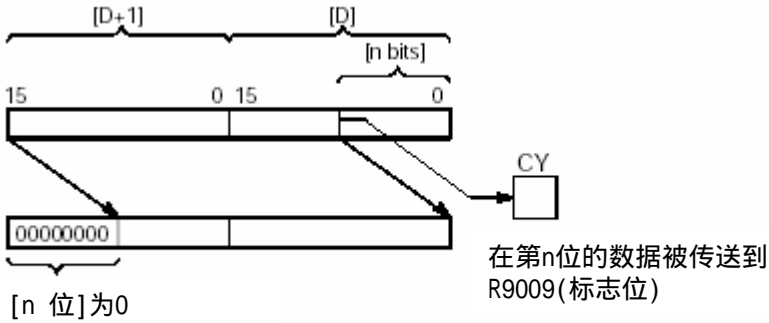 [D+1] [D]
[n bits]
15 0 15 0
CY
00000000
在第n位的数据被传送到
R9009(标志位)
[n 位]为0